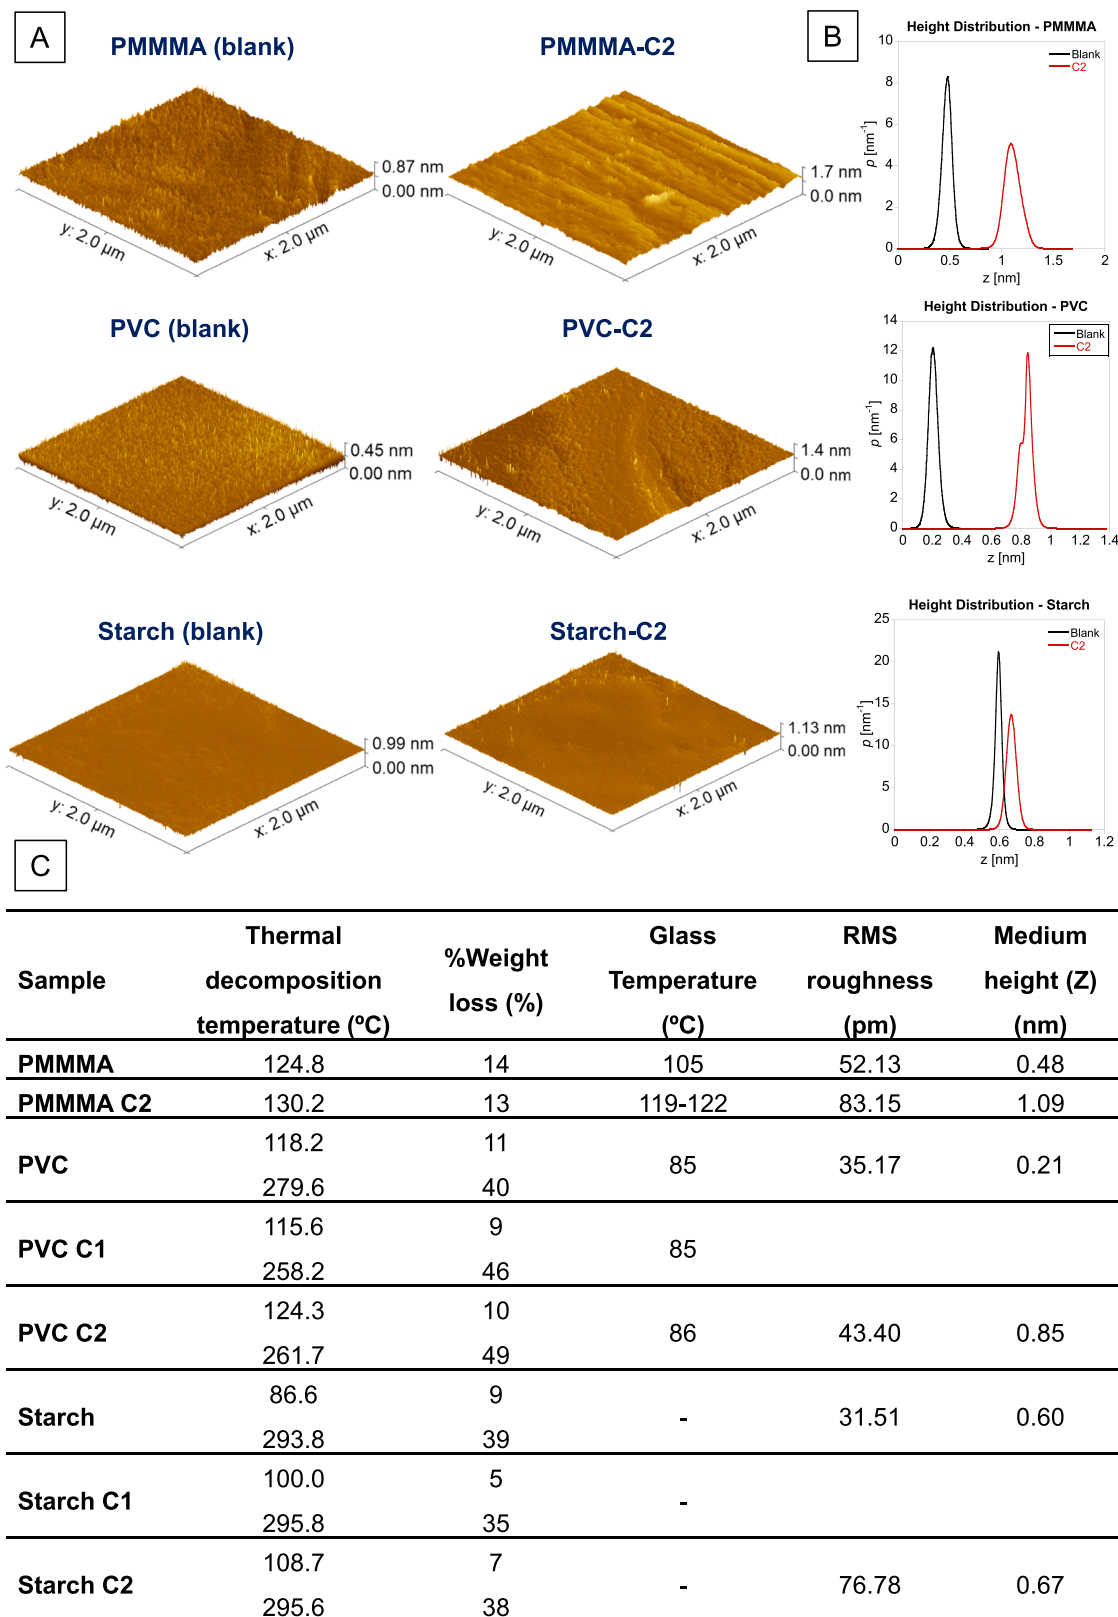 A
PMMMA (blank)
PMMMA-C2
0.87 nm
0.00 nm
y: 2.0 µm
x: 2.0 µm
1.7 nm
0.0 nm
y: 2.0 µm
x: 2.0 µm
PVC (blank)
PVC-C2
0.45 nm
0.00 nm
y: 2.0 µm
x: 2.0 µm
1.4 nm
0.0 nm
y: 2.0 µm
x: 2.0 µm
Starch (blank)
Starch-C2
0.99 nm
0.00 nm
y: 2.0 µm
x: 2.0 µm
1.13 nm
0.00 nm
y: 2.0 µm
x: 2.0 µm
B
Height Distribution - PMMMA
Blank
C2
10
8
6
4
2
0
p [nm⁻¹]
0 0.5 1 1.5 2
z [nm]
Height Distribution - PVC
Blank
C2
14
12
10
8
6
4
2
0
p [nm⁻¹]
0 0.2 0.4 0.6 0.8 1 1.2 1.4
z [nm]
Height Distribution - Starch
Blank
C2
25
20
15
10
5
0
p [nm⁻¹]
0 0.2 0.4 0.6 0.8 1 1.2
z [nm]
C
Sample
Thermal
decomposition
temperature (ºC)
%Weight
loss (%)
Glass
Temperature
(ºC)
RMS
roughness
(pm)
Medium
height (Z)
(nm)
PMMMA 124.8 14 105 52.13 0.48
PMMMA C2 130.2 13 119-122 83.15 1.09
118.2 11
PVC 85 35.17 0.21
279.6 40
115.6 9
PVC C1 85
258.2 46
124.3 10
PVC C2 86 43.40 0.85
261.7 49
86.6 9
Starch - 31.51 0.60
293.8 39
100.0 5
Starch C1 -
295.8 35
108.7 7
Starch C2 - 76.78 0.67
295.6 38